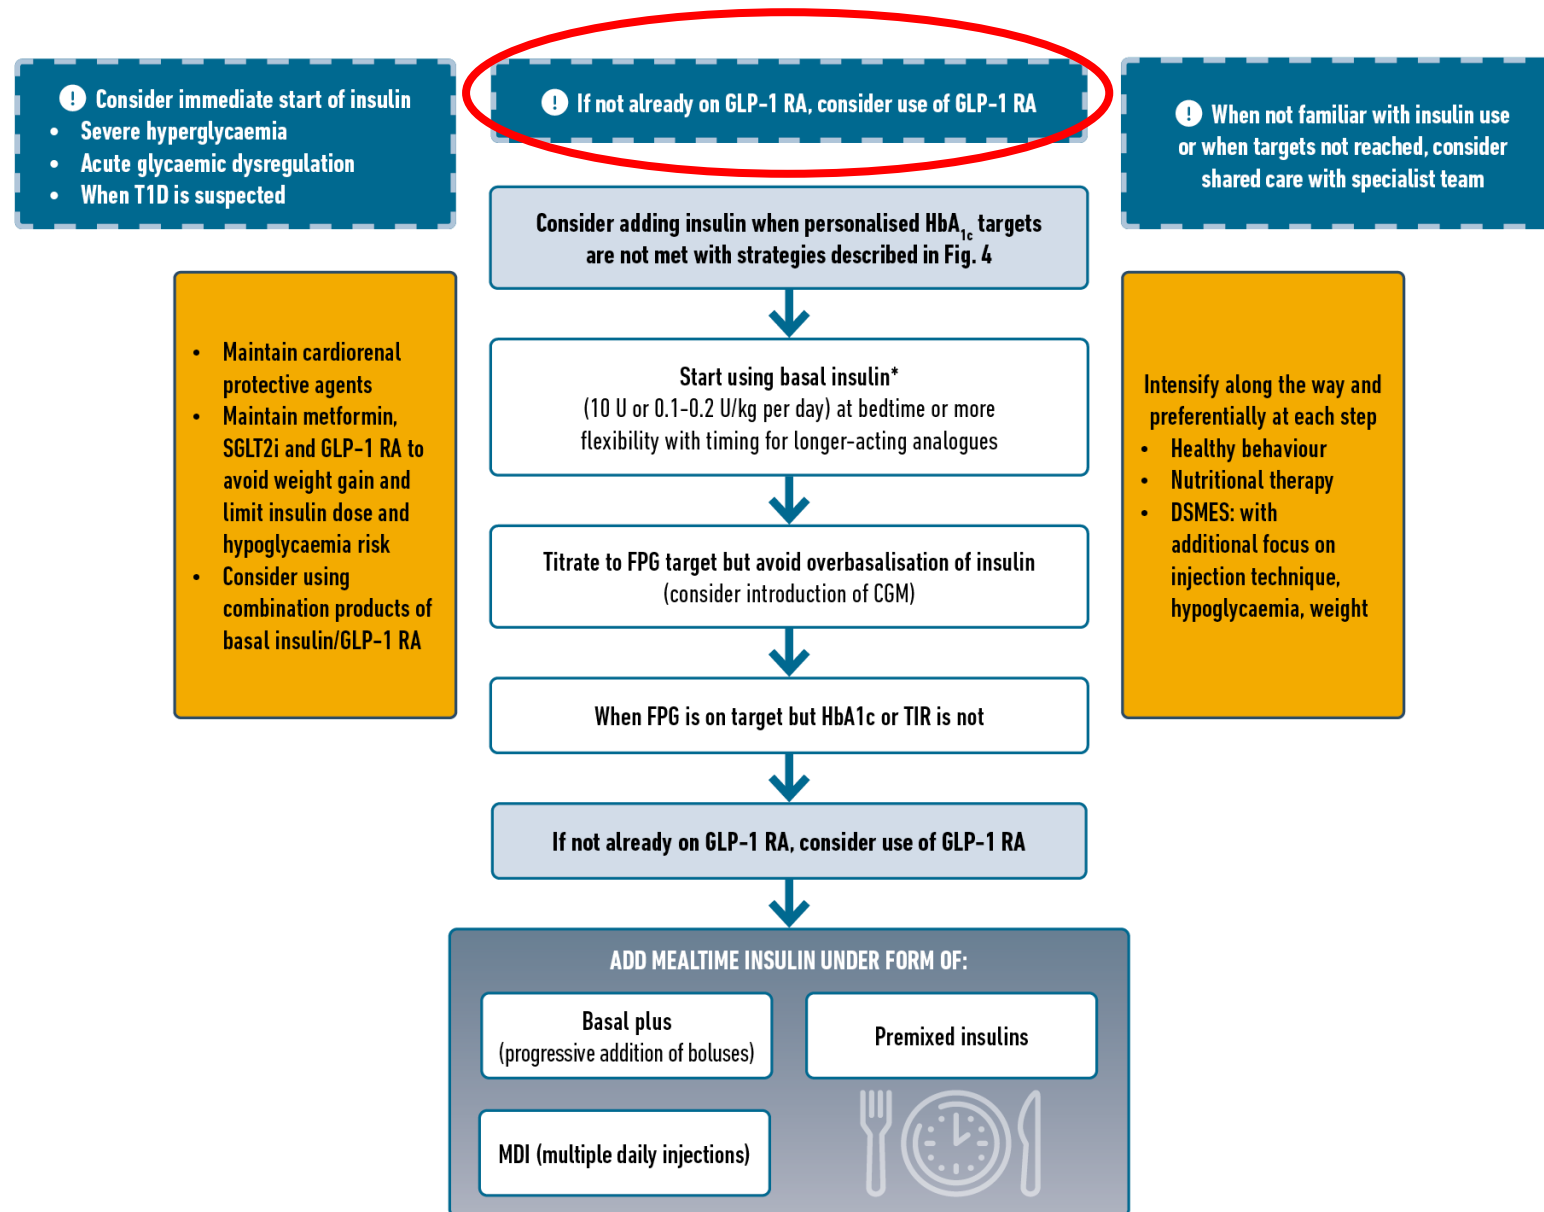 ! Consider immediate start of insulin
• Severe hyperglycaemia
• Acute glycaemic dysregulation
• When T1D is suspected
! If not already on GLP-1 RA, consider use of GLP-1 RA
! When not familiar with insulin use
or when targets not reached, consider
shared care with specialist team
Consider adding insulin when personalised HbA1c targets
are not met with strategies described in Fig. 4
• Maintain cardiorenal
protective agents
• Maintain metformin,
SGLT2i and GLP-1 RA to
avoid weight gain and
limit insulin dose and
hypoglycaemia risk
• Consider using
combination products of
basal insulin/GLP-1 RA
Start using basal insulin*
(10 U or 0.1-0.2 U/kg per day) at bedtime or more
flexibility with timing for longer-acting analogues
Intensify along the way and
preferentially at each step
• Healthy behaviour
• Nutritional therapy
• DSMES: with
additional focus on
injection technique,
hypoglycaemia, weight
Titrate to FPG target but avoid overbasalisation of insulin
(consider introduction of CGM)
When FPG is on target but HbA1c or TIR is not
If not already on GLP-1 RA, consider use of GLP-1 RA
ADD MEALTIME INSULIN UNDER FORM OF:
Basal plus
(progressive addition of boluses)
Premixed insulins
MDI (multiple daily injections)